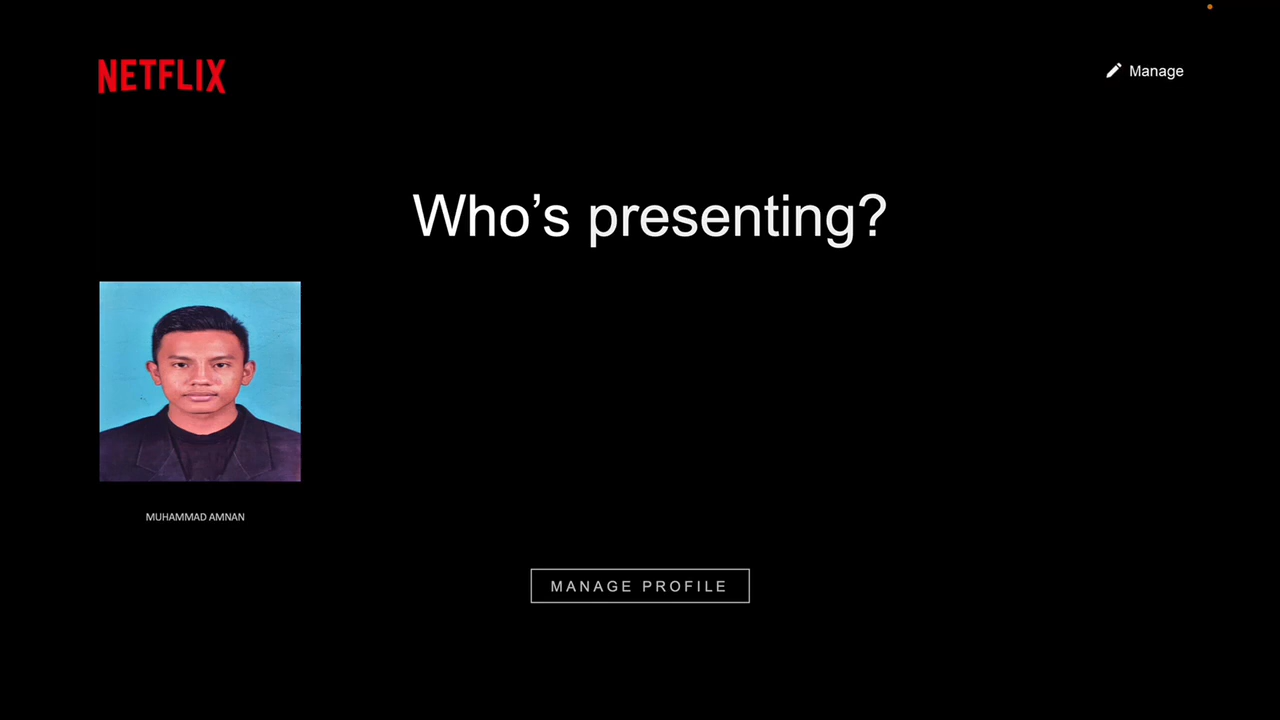 NETFLIX
Manage
Who’s presenting?
MUHAMMAD AMNAN
MANAGE PROFILE